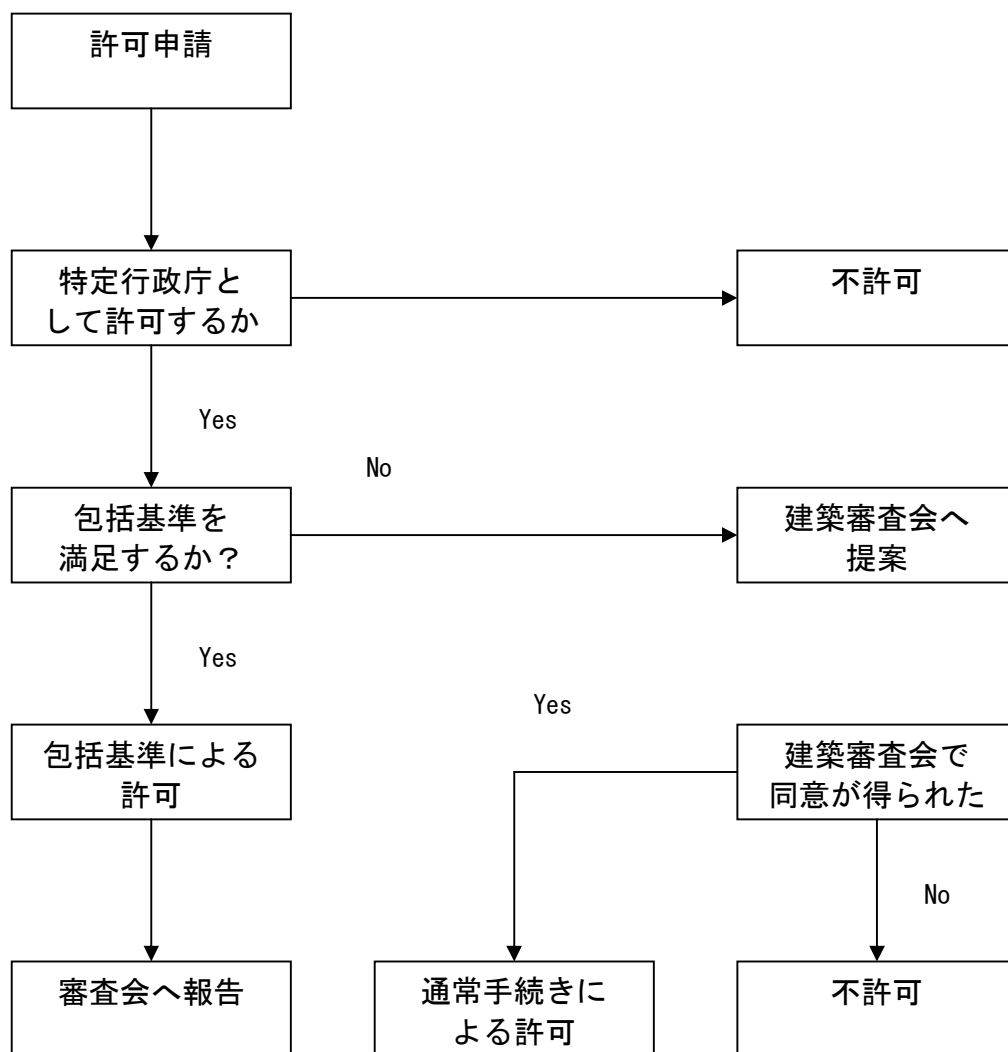 許可申請
特定行政庁と
して許可するか
不許可
Yes
No
包括基準を
満足するか？
建築審査会へ
提案
Yes
Yes
包括基準による
許可
建築審査会で
同意が得られた
No
審査会へ報告
通常手続きに
よる許可
不許可